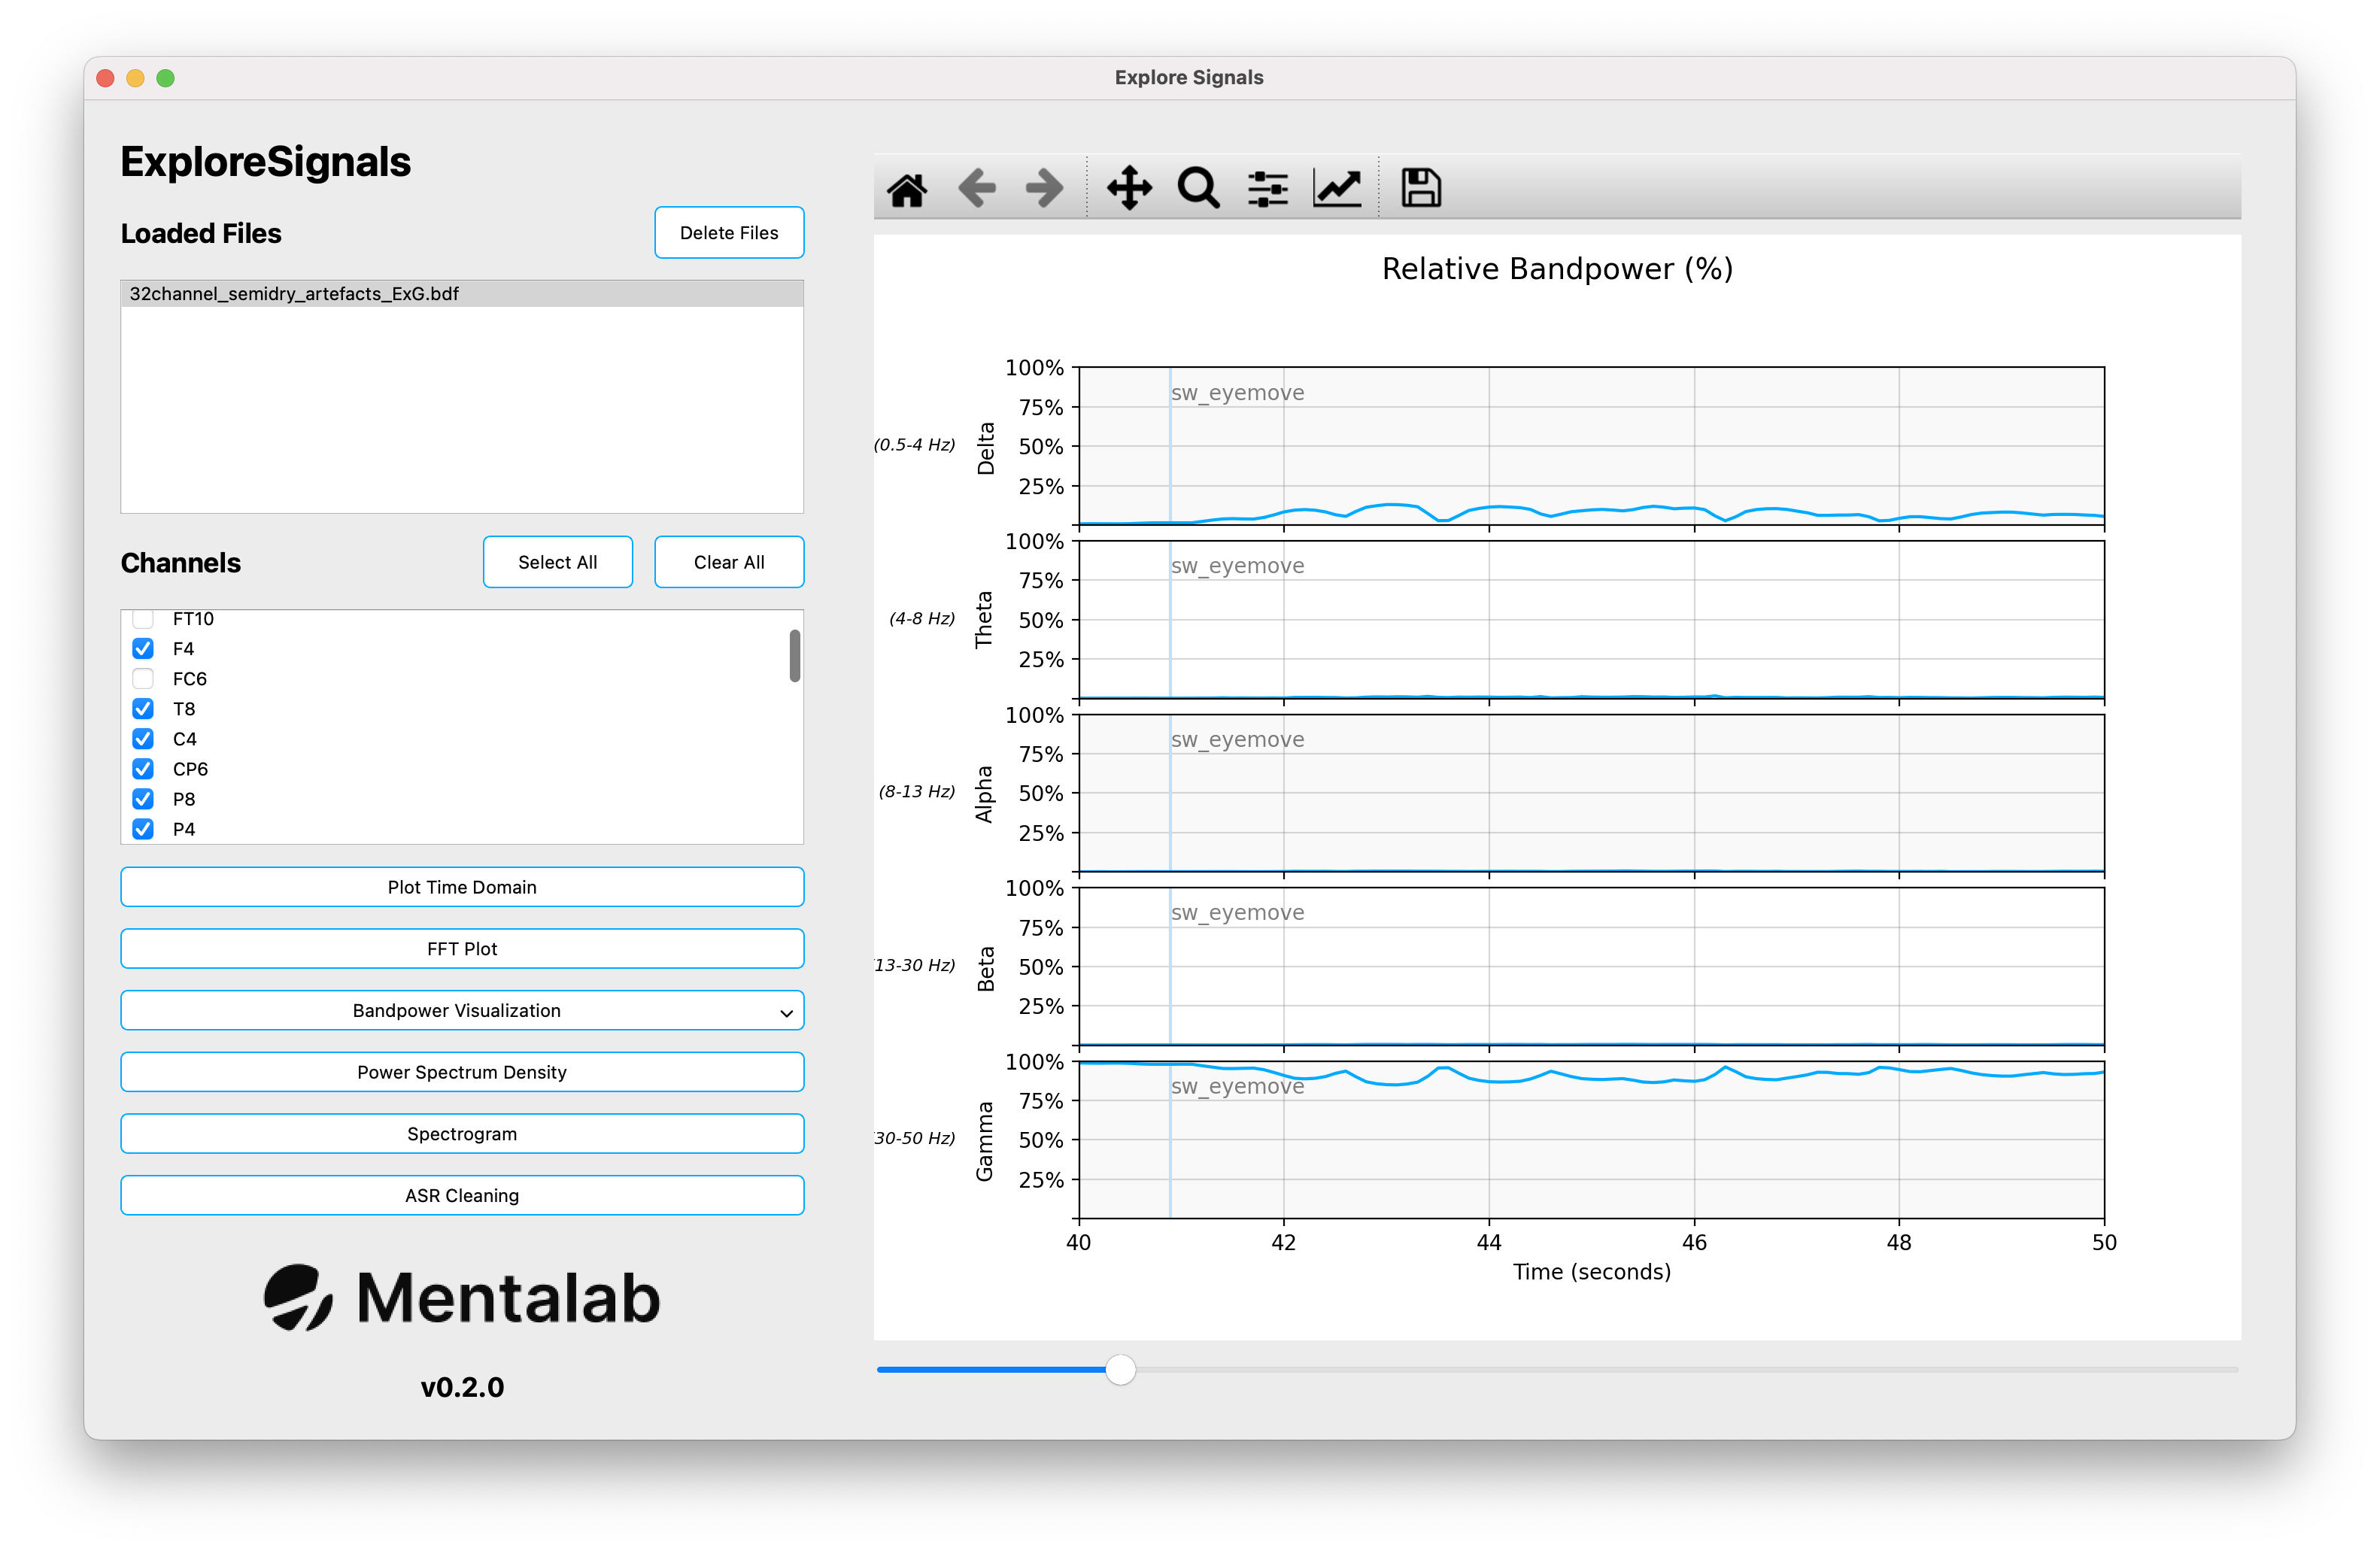 Explore Signals
ExploreSignals
Loaded Files
Delete Files
32channel_semidry_artefacts_ExG.bdf
Channels
Select All
Clear All
FT10
F4
FC6
T8
C4
CP6
P8
P4
Plot Time Domain
FFT Plot
Bandpower Visualization
Power Spectrum Density
Spectrogram
ASR Cleaning
Mentalab
v0.2.0
Relative Bandpower (%)
100%
sw_eyemove
75%
(0.5-4 Hz)
Delta
50%
25%
100%
sw_eyemove
75%
(4-8 Hz)
Theta
50%
25%
100%
sw_eyemove
75%
(8-13 Hz)
Alpha
50%
25%
100%
sw_eyemove
75%
13-30 Hz)
Beta
50%
25%
100%
sw_eyemove
75%
30-50 Hz)
Gamma
50%
25%
40 42 44 46 48 50
Time (seconds)